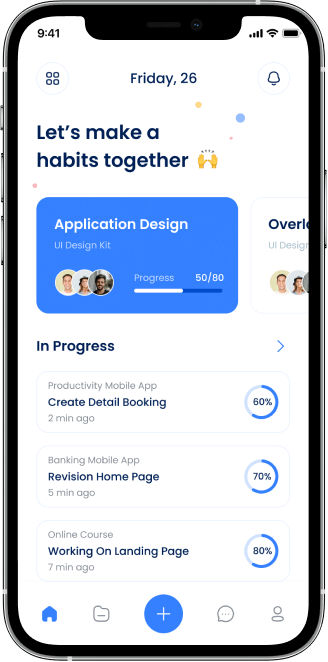 9:41
Friday, 26
Let's make a
habits together 🙌
Application Design
UI Design Kit
Progress 50/80
Overl
UI Design
In Progress
Productivity Mobile App
Create Detail Booking
2 min ago
60%
Banking Mobile App
Revision Home Page
5 min ago
70%
Online Course
Working On Landing Page
7 min ago
80%